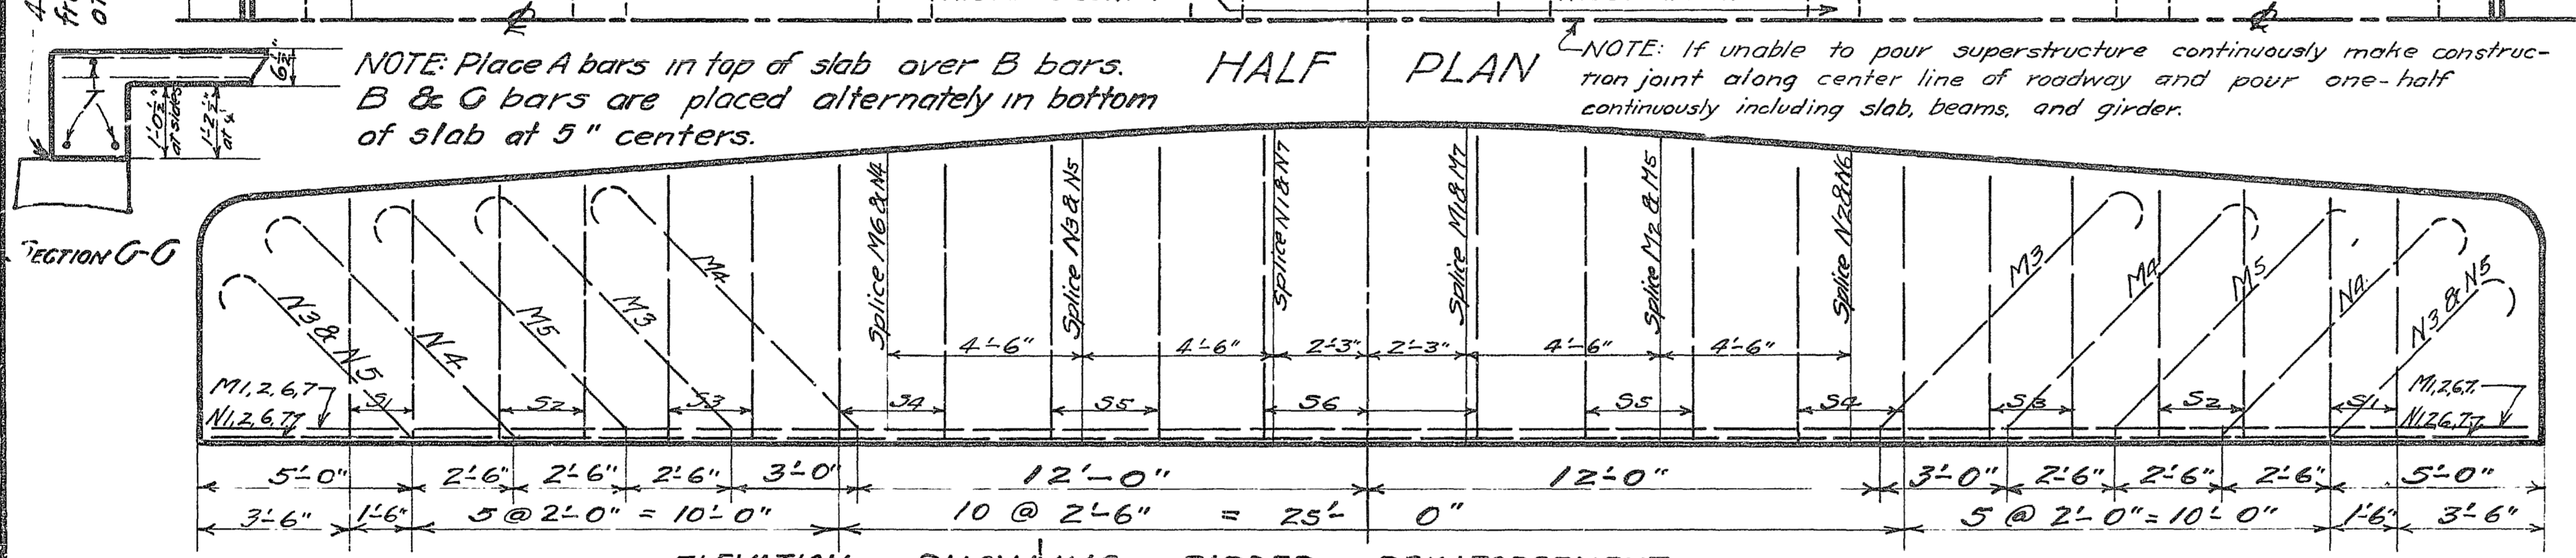 NOTE: Place A bars in top of slab over B bars.
B & G bars are placed alternately in bottom
of slab at 5" centers.
HALF PLAN
NOTE: If unable to pour superstructure continuously make construc-
tion joint along center line of roadway and pour one-half
continuously including slab, beams, and girder.
6½"
T
1'-0½" at sides
1'-2½" at ℄
SECTION G-G
Splice M6 & N4
Splice N3 & N5
Splice N1 & N7
Splice M1 & M7
Splice M2 & M5
Splice N2 & N6
N3 & N5
N4
M5
M3
M4
M3
M4
M5
N4
N3 & N5
4'-6" 4'-6" 2'-3" 2'-3" 4'-6" 4'-6"
M1,2,6,7
N1,2,6,7
S1 S2 S3 S4 S5 S6 S5 S4 S3 S2 S1
M1,2,6,7
N1,2,6,7
5'-0" 2'-6" 2'-6" 2'-6" 3'-0" 12'-0" 12'-0" 3'-0" 2'-6" 2'-6" 2'-6" 5'-0"
3'-6" 1'-6" 5 @ 2'-0" = 10'-0" 10 @ 2'-6" = 25'-0" 5 @ 2'-0" = 10'-0" 1'-6" 3'-6"